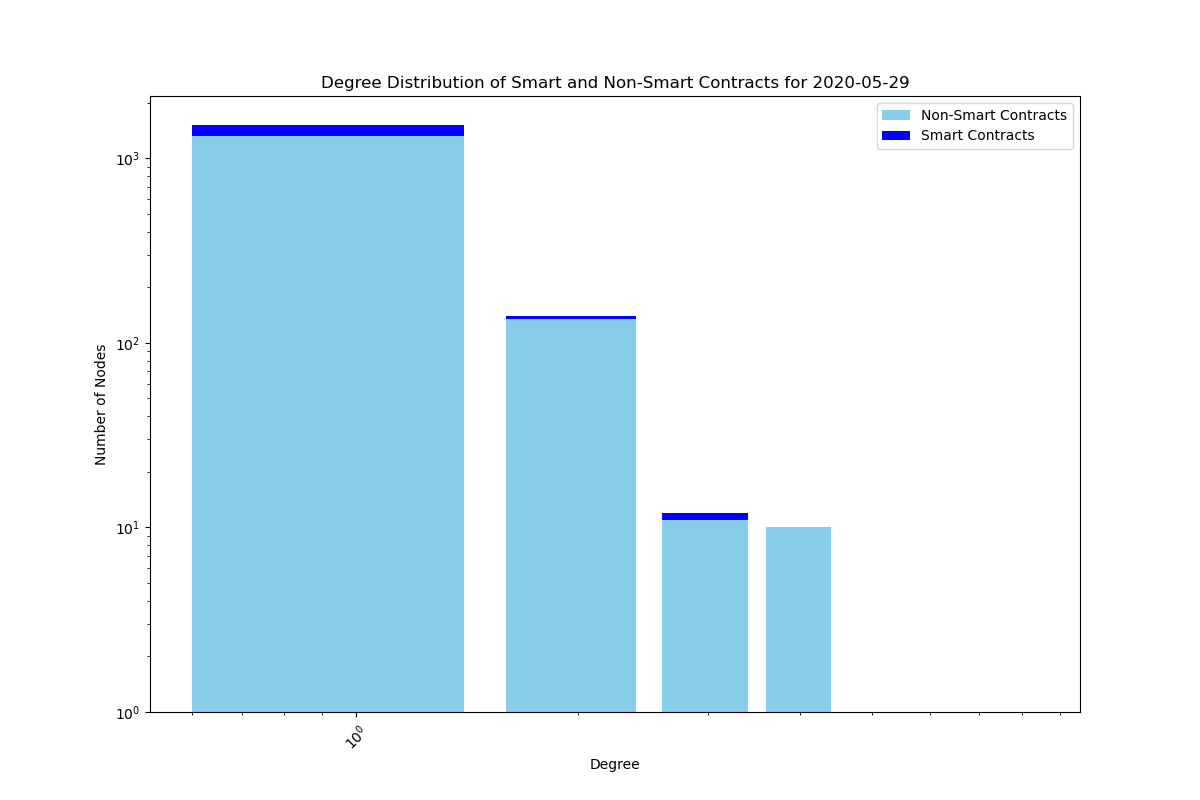 Degree Distribution of Smart and Non-Smart Contracts for 2020-05-29
Non-Smart Contracts
Smart Contracts
10³
10²
10¹
10⁰
Number of Nodes
10⁰
Degree